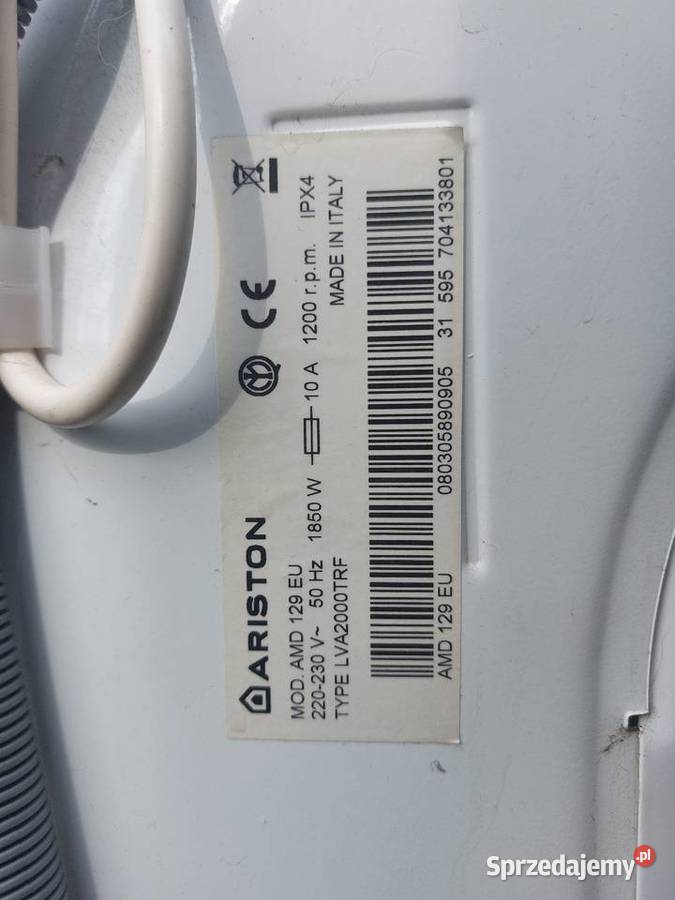 ARISTON
MOD. AMD 129 EU
220-230 V~ 50 Hz 1850 W 10 A 1200 r.p.m. IPX4
TYPE LVA2000TRF MADE IN ITALY
AMD 129 EU 080305890905 31 595 704133801
Sprzedajemy.pl